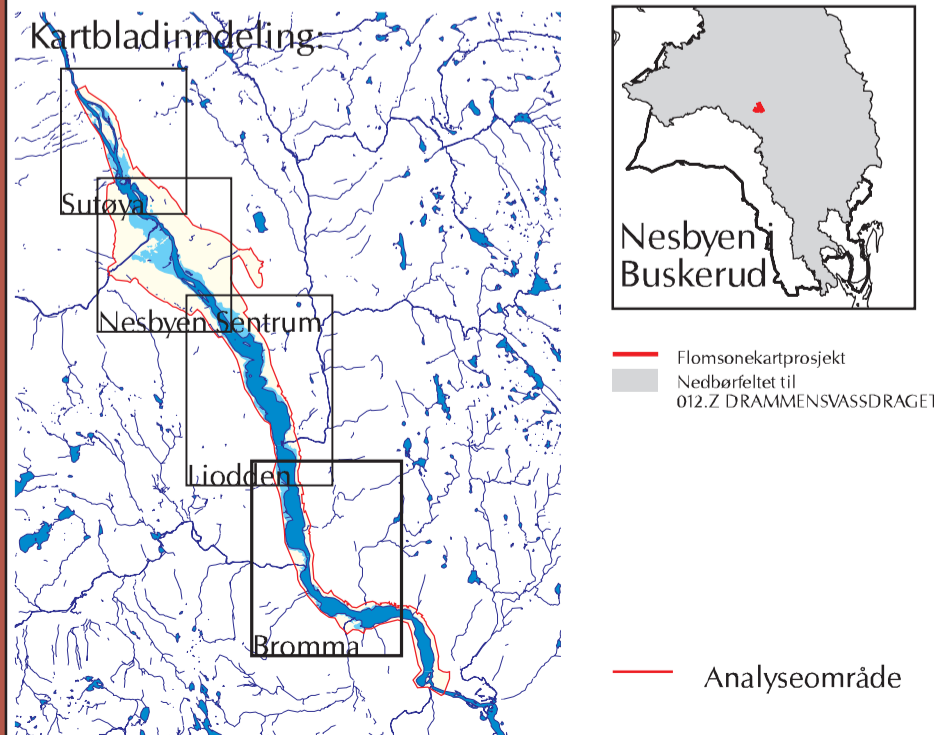 Kartbladinndeling:
Sutøya
Nesbyen Sentrum
Liodden
Bromma
Nesbyen i
Buskerud
Flomsonekartprosjekt
Nedbørfeltet til
012.Z DRAMMENSVASSDRAGET
Analyseområde